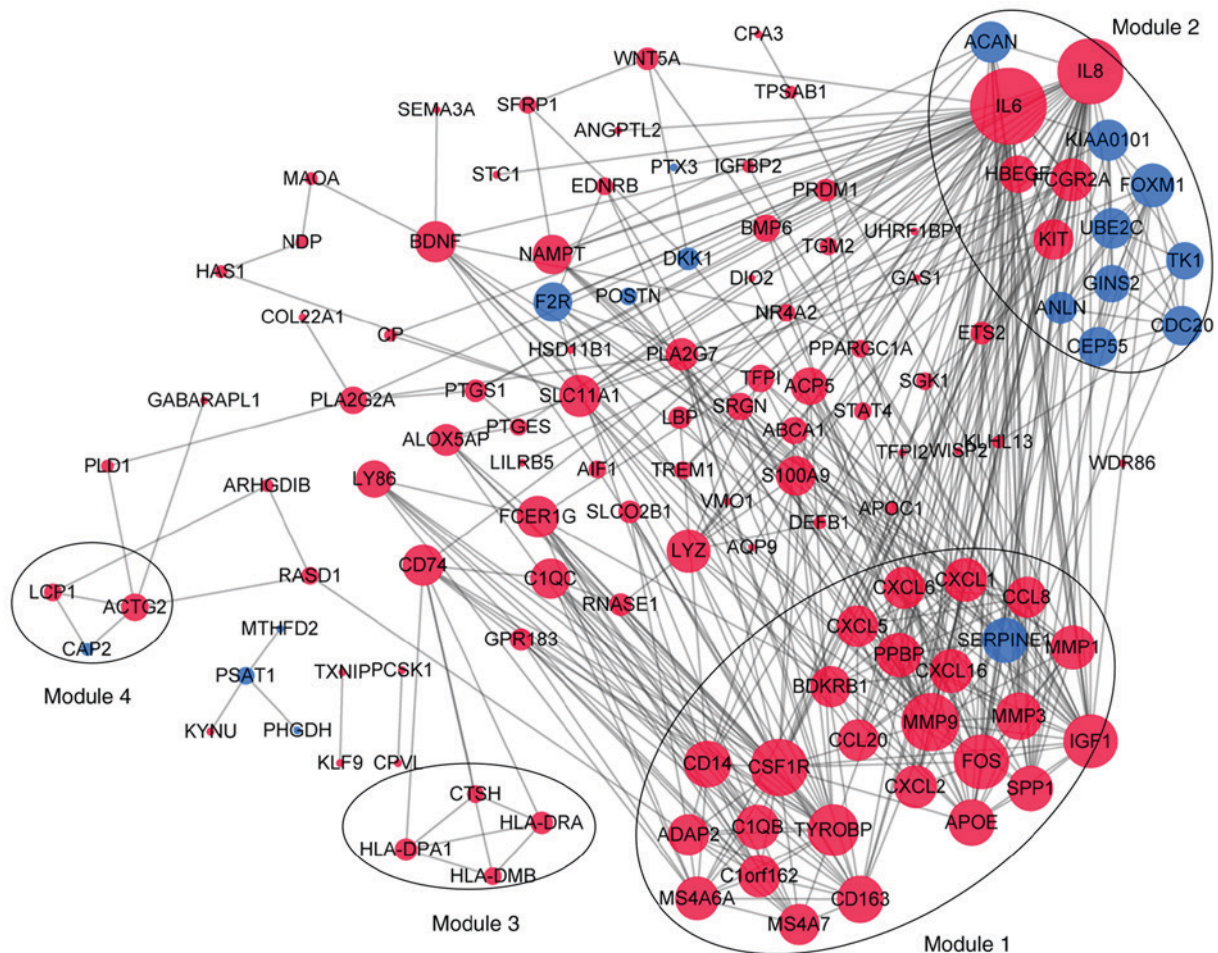 CPA3
Module 2
ACAN
WNT5A
IL8
TPSAB1
SEMA3A
SFRP1
IL6
ANGPTL2
KIAA0101
STC1
PTX3
IGFBP2
HBEGF
FCGR2A
MAOA
EDNRB
PRDM1
FOXM1
BMP6
UHRF1BP1
UBE2C
NDP
BDNF
NAMPT
TGM2
KIT
DKK1
TK1
HAS1
DIO2
GAS1
GINS2
F2R
POSTN
ANLN
COL22A1
NR4A2
CDC20
CP
ETS2
HSD11B1
PLA2G7
PPARGC1A
CEP55
TFPI
SGK1
GABARAPL1
PLA2G2A
PTGS1
SLC11A1
ACP5
SRGN
STAT4
LBP
PTGES
ABCA1
ALOX5AP
KLHL13
TFPI2
WISP2
PLD1
LILRB5
AIF1
TREM1
WDR86
ARHGDIB
LY86
S100A9
VMO1
FCER1G
SLCO2B1
APOC1
DEFB1
AQP9
LYZ
CD74
C1QC
RASD1
LCP1
ACTG2
CXCL6
CXCL1
CCL8
RNASE1
MTHFD2
CXCL5
SERPINE1
CAP2
GPR183
PPBP
MMP1
CXCL16
PSAT1
TXNIP
PCSK1
BDKRB1
Module 4
MMP9
MMP3
KYNU
PHGDH
CCL20
IGF1
KLF9
CPVL
CD14
CSF1R
FOS
CXCL2
SPP1
CTSH
HLA-DRA
APOE
ADAP2
C1QB
TYROBP
HLA-DPA1
HLA-DMB
C1orf162
MS4A6A
CD163
Module 3
MS4A7
Module 1